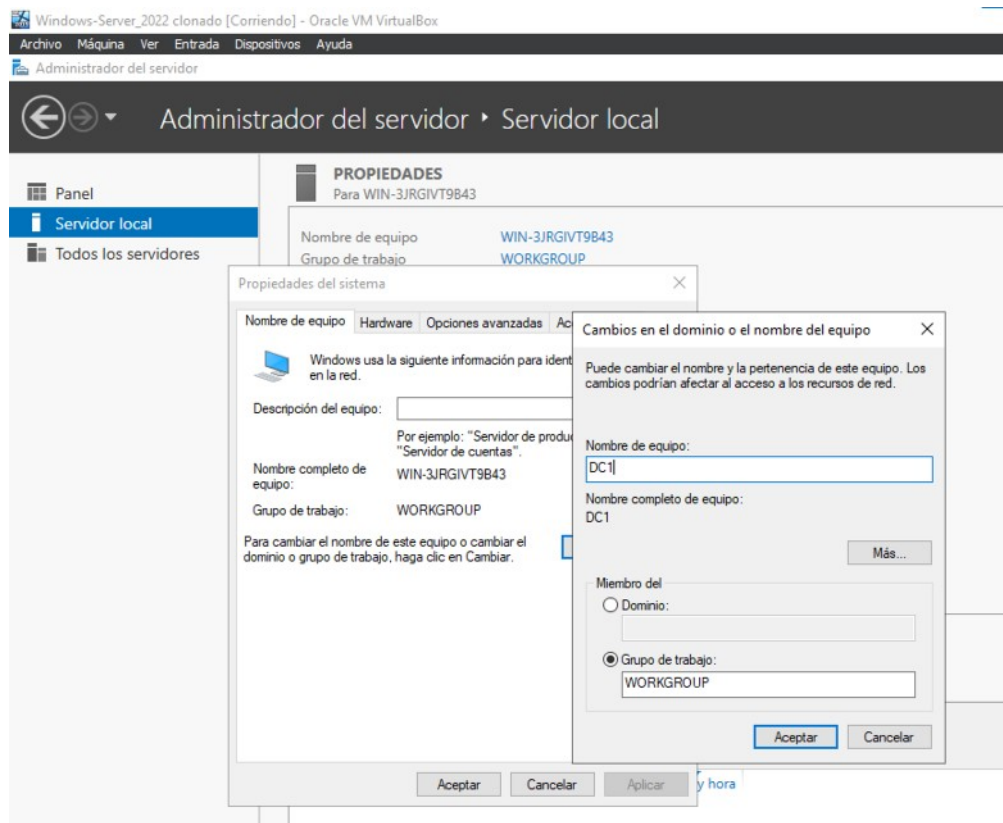 Windows-Server_2022 clonado [Corriendo] - Oracle VM VirtualBox
Archivo Máquina Ver Entrada Dispositivos Ayuda
Administrador del servidor
Administrador del servidor ‣ Servidor local
Panel
Servidor local
Todos los servidores
PROPIEDADES
Para WIN-3JRGIVT9B43
Nombre de equipo WIN-3JRGIVT9B43
Grupo de trabajo WORKGROUP
Propiedades del sistema
Nombre de equipo Hardware Opciones avanzadas
Windows usa la siguiente información para
en la red.
Descripción del equipo:
Por ejemplo: "Servidor de
"Servidor de cuentas".
Nombre completo de
equipo:
WIN-3JRGIVT9B43
Grupo de trabajo: WORKGROUP
Para cambiar el nombre de este equipo o cambiar el
dominio o grupo de trabajo, haga clic en Cambiar.
Aceptar Cancelar Aplicar
Cambios en el dominio o el nombre del equipo
Puede cambiar el nombre y la pertenencia de este equipo. Los
cambios podrían afectar al acceso a los recursos de red.
Nombre de equipo:
DC1
Nombre completo de equipo:
DC1
Más...
Miembro del
Dominio:
Grupo de trabajo:
WORKGROUP
Aceptar Cancelar
y hora